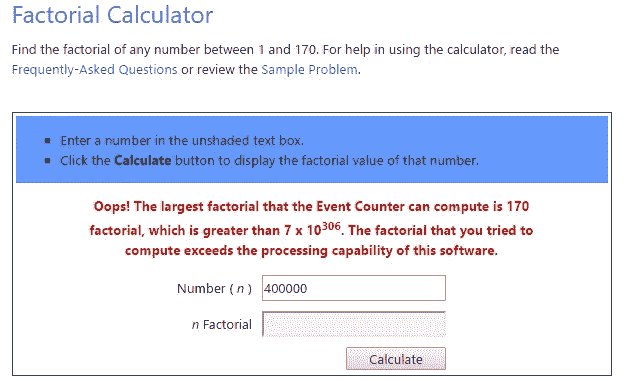 Factorial Calculator
Find the factorial of any number between 1 and 170. For help in using the calculator, read the
Frequently-Asked Questions or review the Sample Problem.
▪ Enter a number in the unshaded text box.
▪ Click the Calculate button to display the factorial value of that number.
Oops! The largest factorial that the Event Counter can compute is 170
factorial, which is greater than 7 x 10³⁰⁶. The factorial that you tried to
compute exceeds the processing capability of this software.
Number ( n ) 400000
n Factorial
Calculate